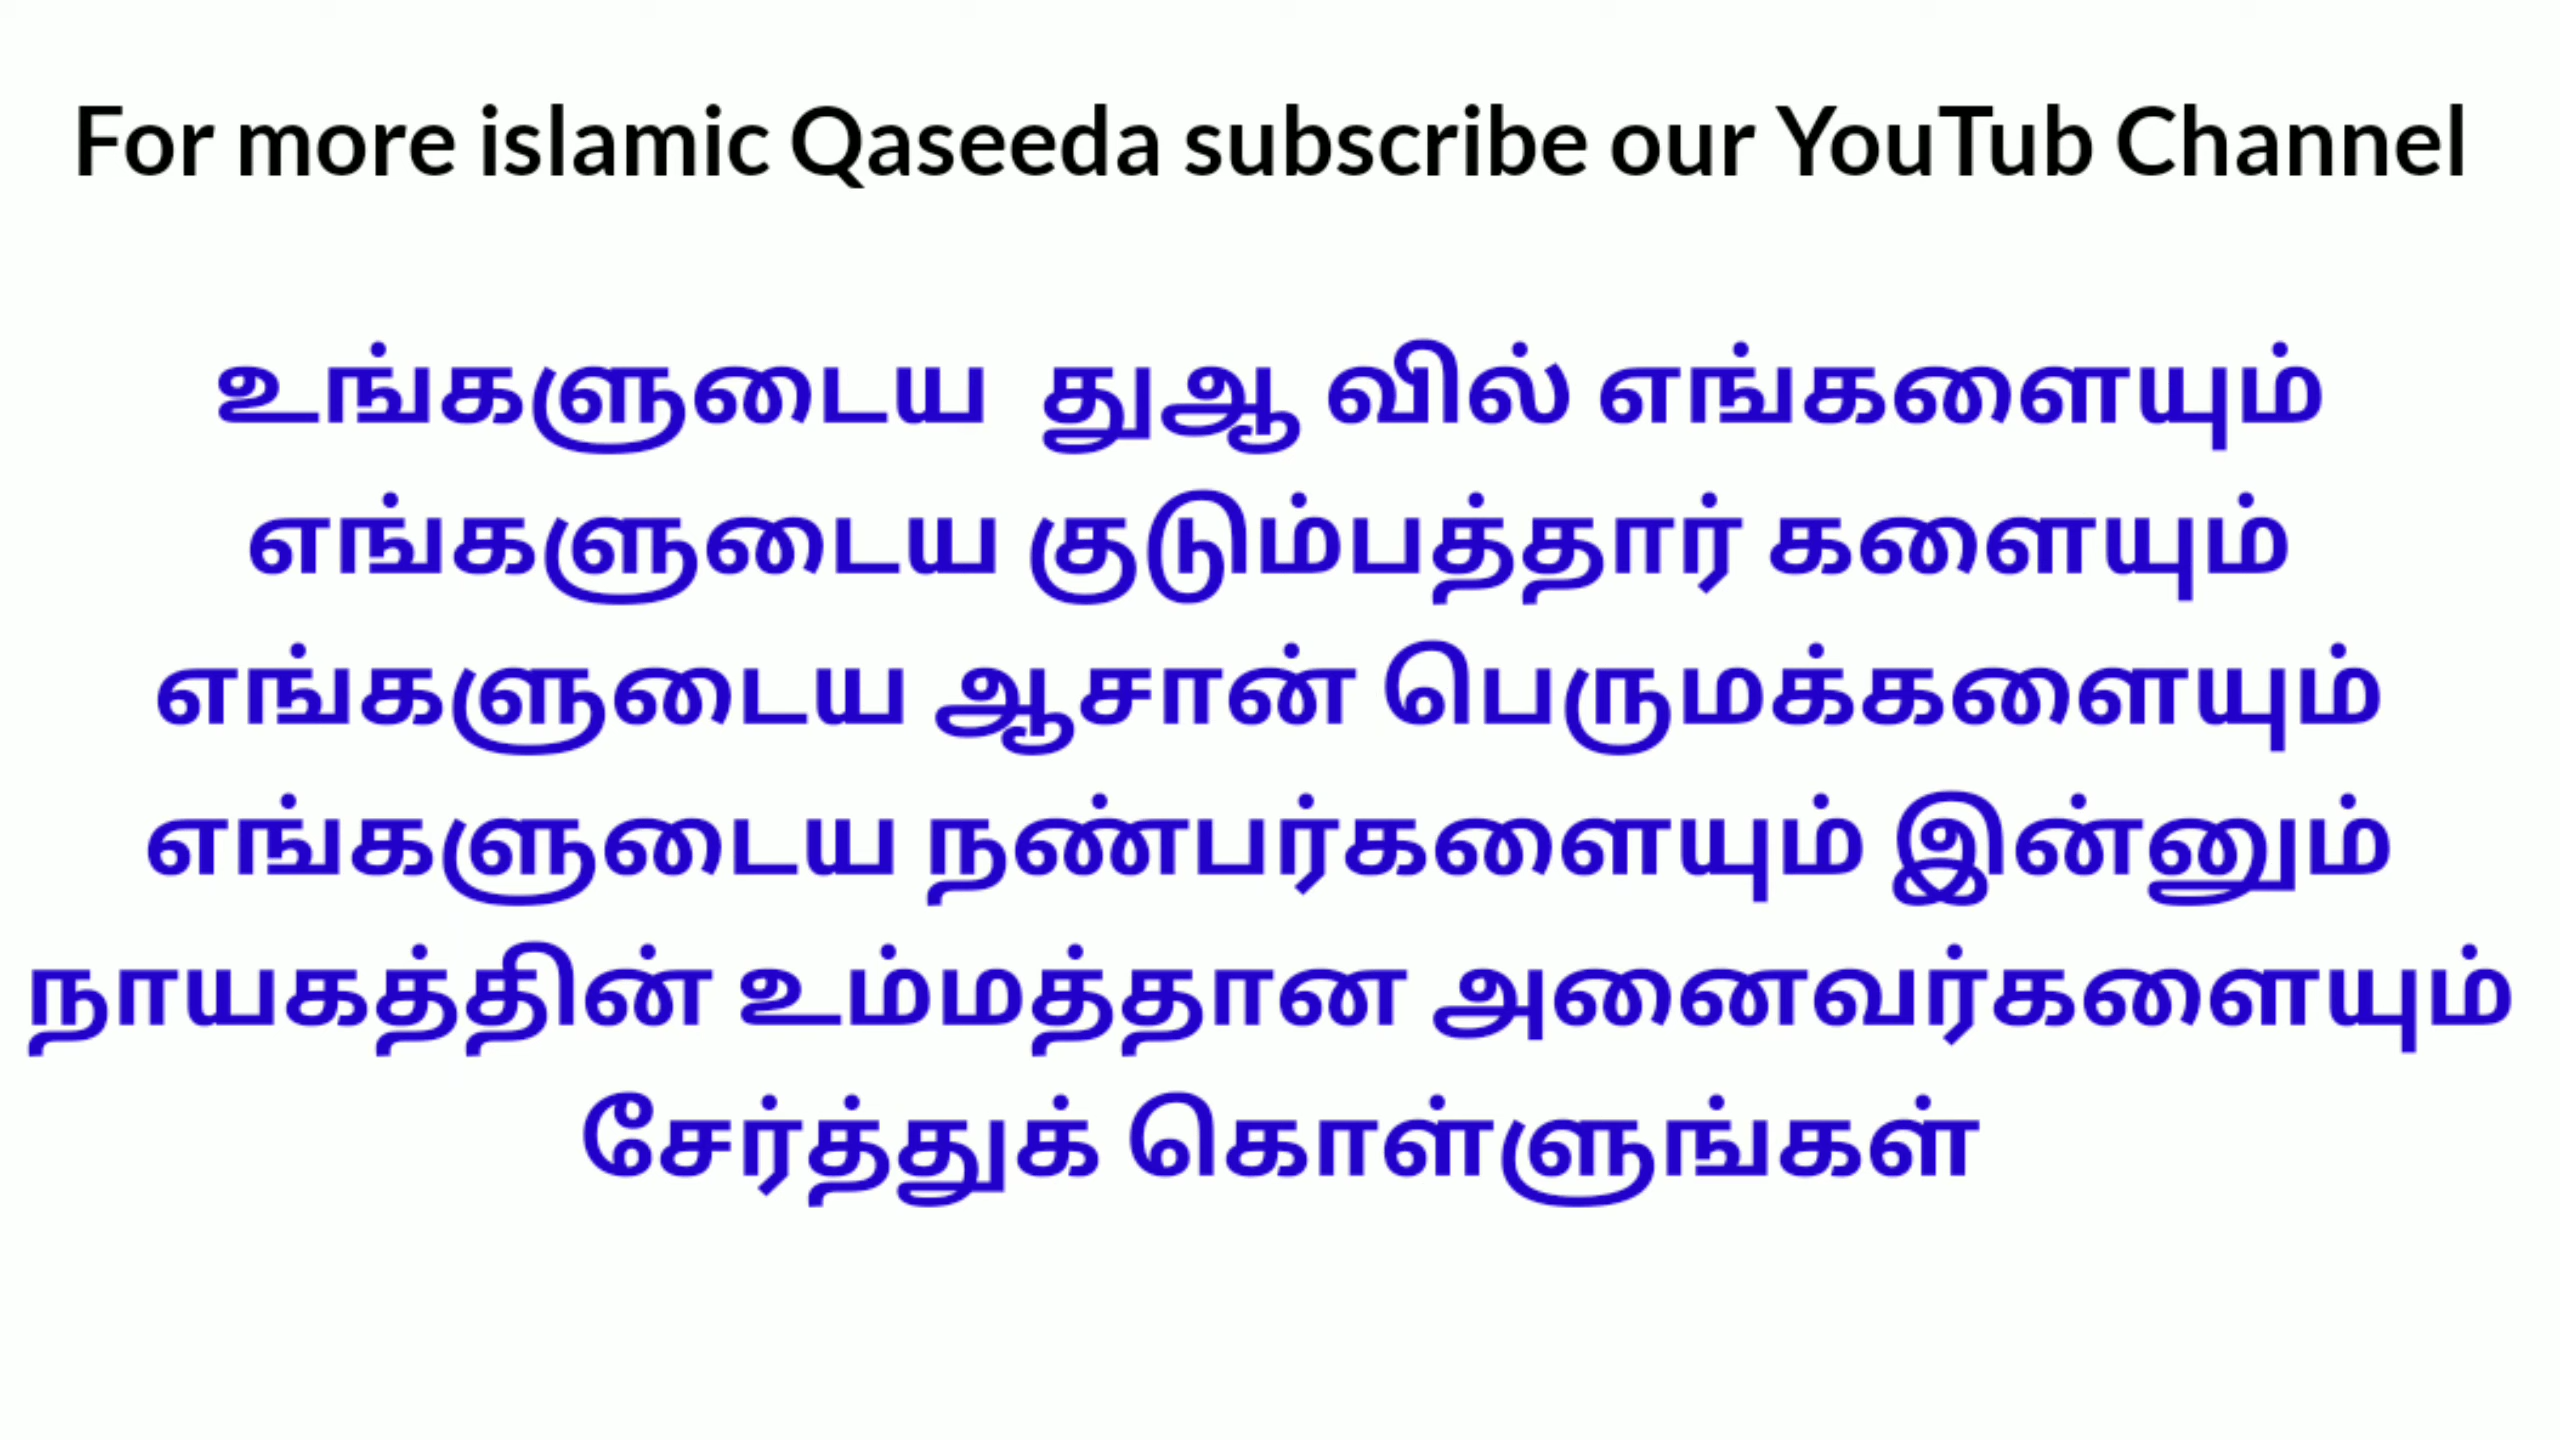 For more islamic Qaseeda subscribe our YouTub Channel
உங்களுடைய துஆ வில் எங்களையும்
எங்களுடைய குடும்பத்தார் களையும்
எங்களுடைய ஆசான் பெருமக்களையும்
எங்களுடைய நண்பர்களையும் இன்னும்
நாயகத்தின் உம்மத்தான அனைவர்களையும்
சேர்த்துக் கொள்ளுங்கள்